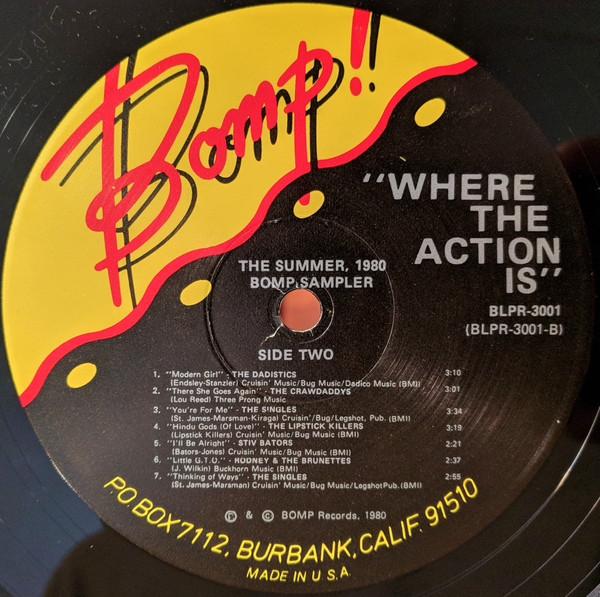 Bomp!!
"WHERE
THE
ACTION
IS"
BLPR-3001
(BLPR-3001-B)
THE SUMMER, 1980
BOMP SAMPLER
SIDE TWO
1. "Modern Girl" - THE DADISTICS 3:10
(Endsley-Stanzler) Cruisin' Music/Bug Music/Dadico Music (BMI)
2. "There She Goes Again" - THE CRAWDADDYS 3:01
(Lou Reed) Three Prong Music
3. "You're For Me" - THE SINGLES 3:34
(St. James-Marsman-Kiraga) Cruisin'/Bug/Legshot, Pub. (BMI)
4. "Hindu Gods (Of Love)" - THE LIPSTICK KILLERS 3:19
(Lipstick Killers) Cruisin' Music/Bug Music (BMI)
5. "I'll Be Alright" - STIV BATORS 2:21
(Bators-Jones) Cruisin' Music/Bug Music/(BMI)
6. "Little G.T.O." - RODNEY & THE BRUNETTES 2:37
(J. Wilkin) Buckhorn Music (BMI)
7. "Thinking of Ways" - THE SINGLES 2:55
(St. James-Marsman) Cruisin' Music/Bug Music/Legshot Pub. (BMI)
℗ & © BOMP Records, 1980
P.O. BOX 7112, BURBANK, CALIF. 91510
MADE IN U.S.A.